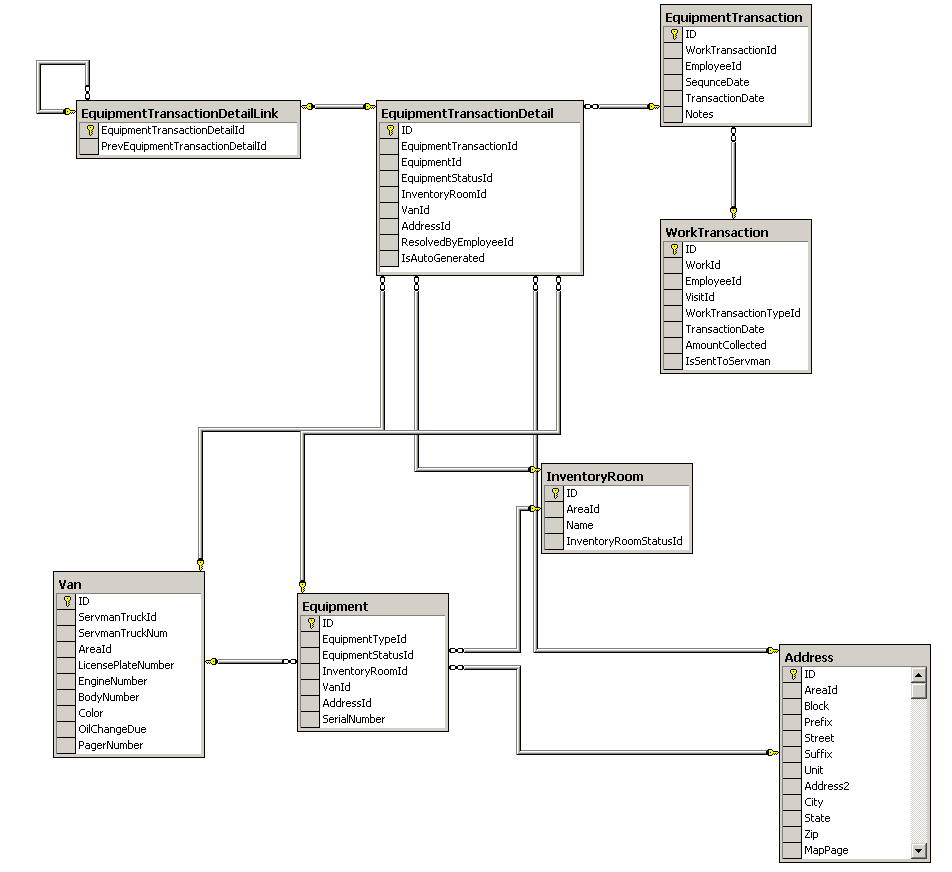 EquipmentTransaction
ID
WorkTransactionId
EmployeeId
SequnceDate
TransactionDate
Notes
EquipmentTransactionDetailLink
EquipmentTransactionDetailId
PrevEquipmentTransactionDetailId
EquipmentTransactionDetail
ID
EquipmentTransactionId
EquipmentId
EquipmentStatusId
InventoryRoomId
VanId
AddressId
ResolvedByEmployeeId
IsAutoGenerated
WorkTransaction
ID
WorkId
EmployeeId
VisitId
WorkTransactionTypeId
TransactionDate
AmountCollected
IsSentToServman
InventoryRoom
ID
AreaId
Name
InventoryRoomStatusId
Van
ID
ServmanTruckId
ServmanTruckNum
AreaId
LicensePlateNumber
EngineNumber
BodyNumber
Color
OilChangeDue
PagerNumber
Equipment
ID
EquipmentTypeId
EquipmentStatusId
InventoryRoomId
VanId
AddressId
SerialNumber
Address
ID
AreaId
Block
Prefix
Street
Suffix
Unit
Address2
City
State
Zip
MapPage